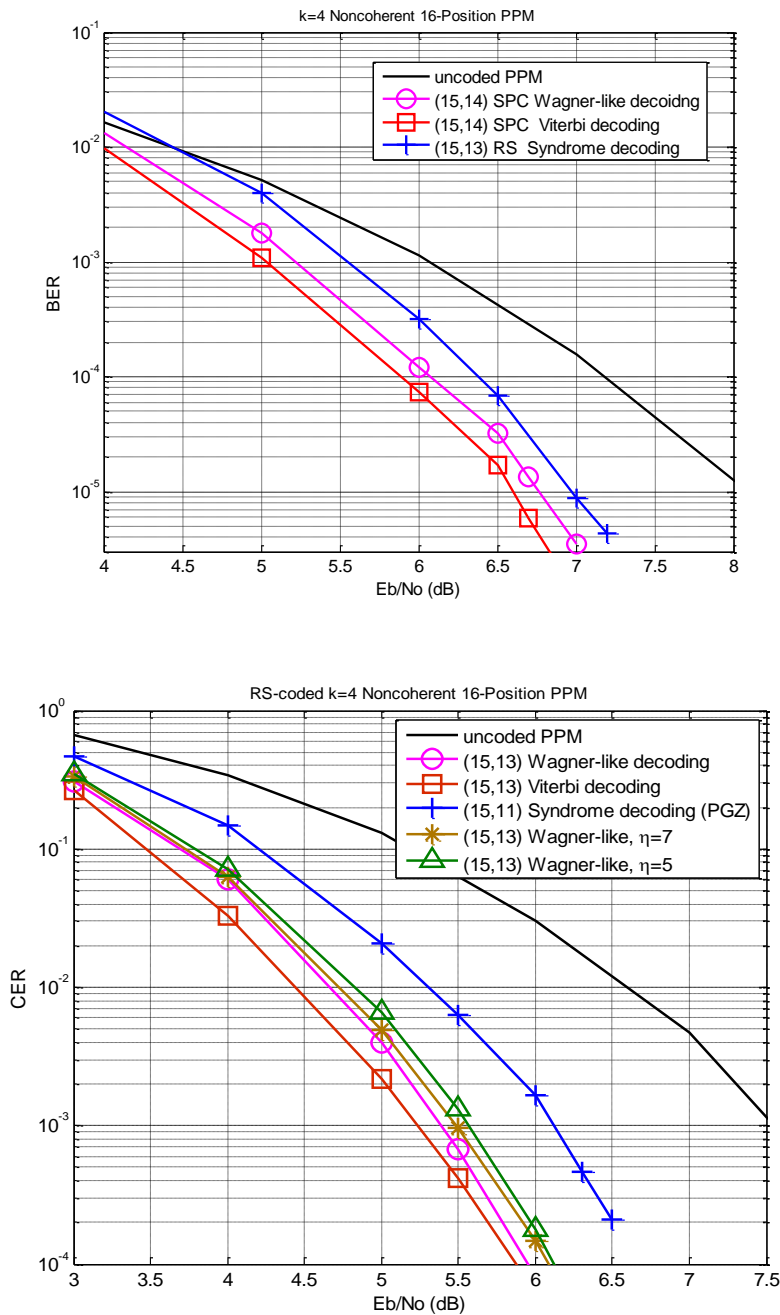 k=4 Noncoherent 16-Position PPM
10^-1
uncoded PPM
(15,14) SPC Wagner-like decoidng
(15,14) SPC Viterbi decoding
(15,13) RS Syndrome decoding
10^-2
10^-3
10^-4
10^-5
BER
4 4.5 5 5.5 6 6.5 7 7.5 8
Eb/No (dB)
RS-coded k=4 Noncoherent 16-Position PPM
10^0
uncoded PPM
(15,13) Wagner-like decoding
(15,13) Viterbi decoding
(15,11) Syndrome decoding (PGZ)
(15,13) Wagner-like, η=7
(15,13) Wagner-like, η=5
10^-1
10^-2
10^-3
10^-4
CER
3 3.5 4 4.5 5 5.5 6 6.5 7 7.5
Eb/No (dB)